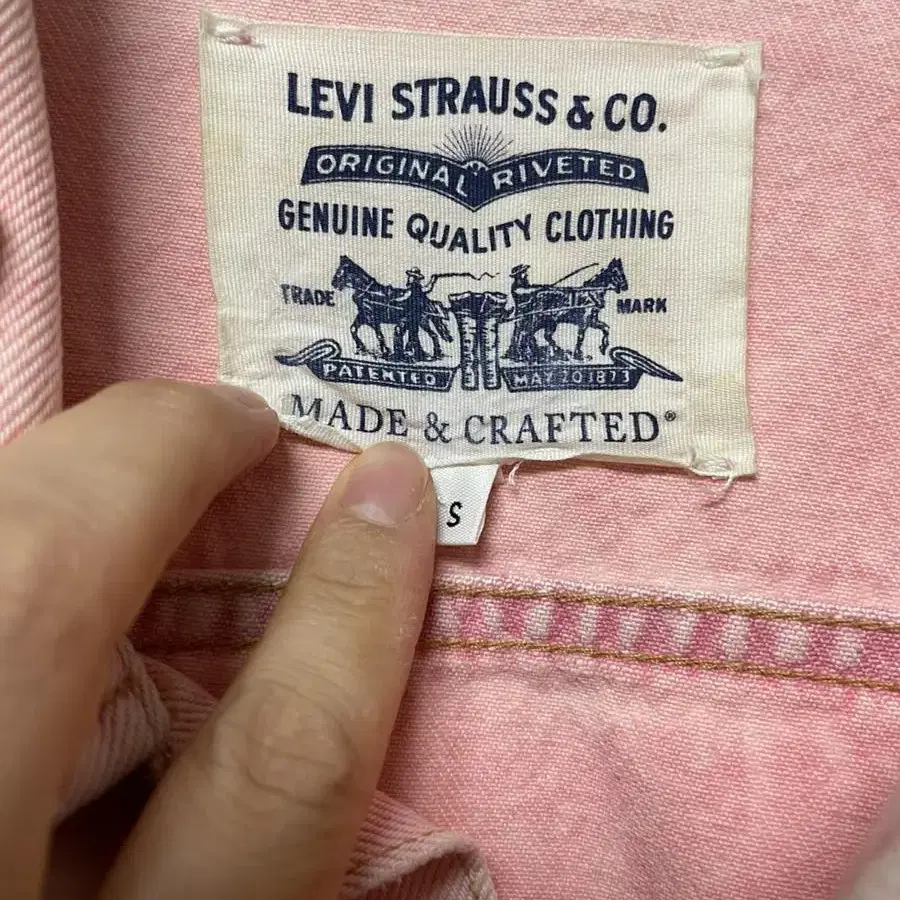 LEVI STRAUSS & CO.
ORIGINAL RIVETED
GENUINE QUALITY CLOTHING
TRADE MARK
PATENTED MAY 20 1873
MADE & CRAFTED®
S